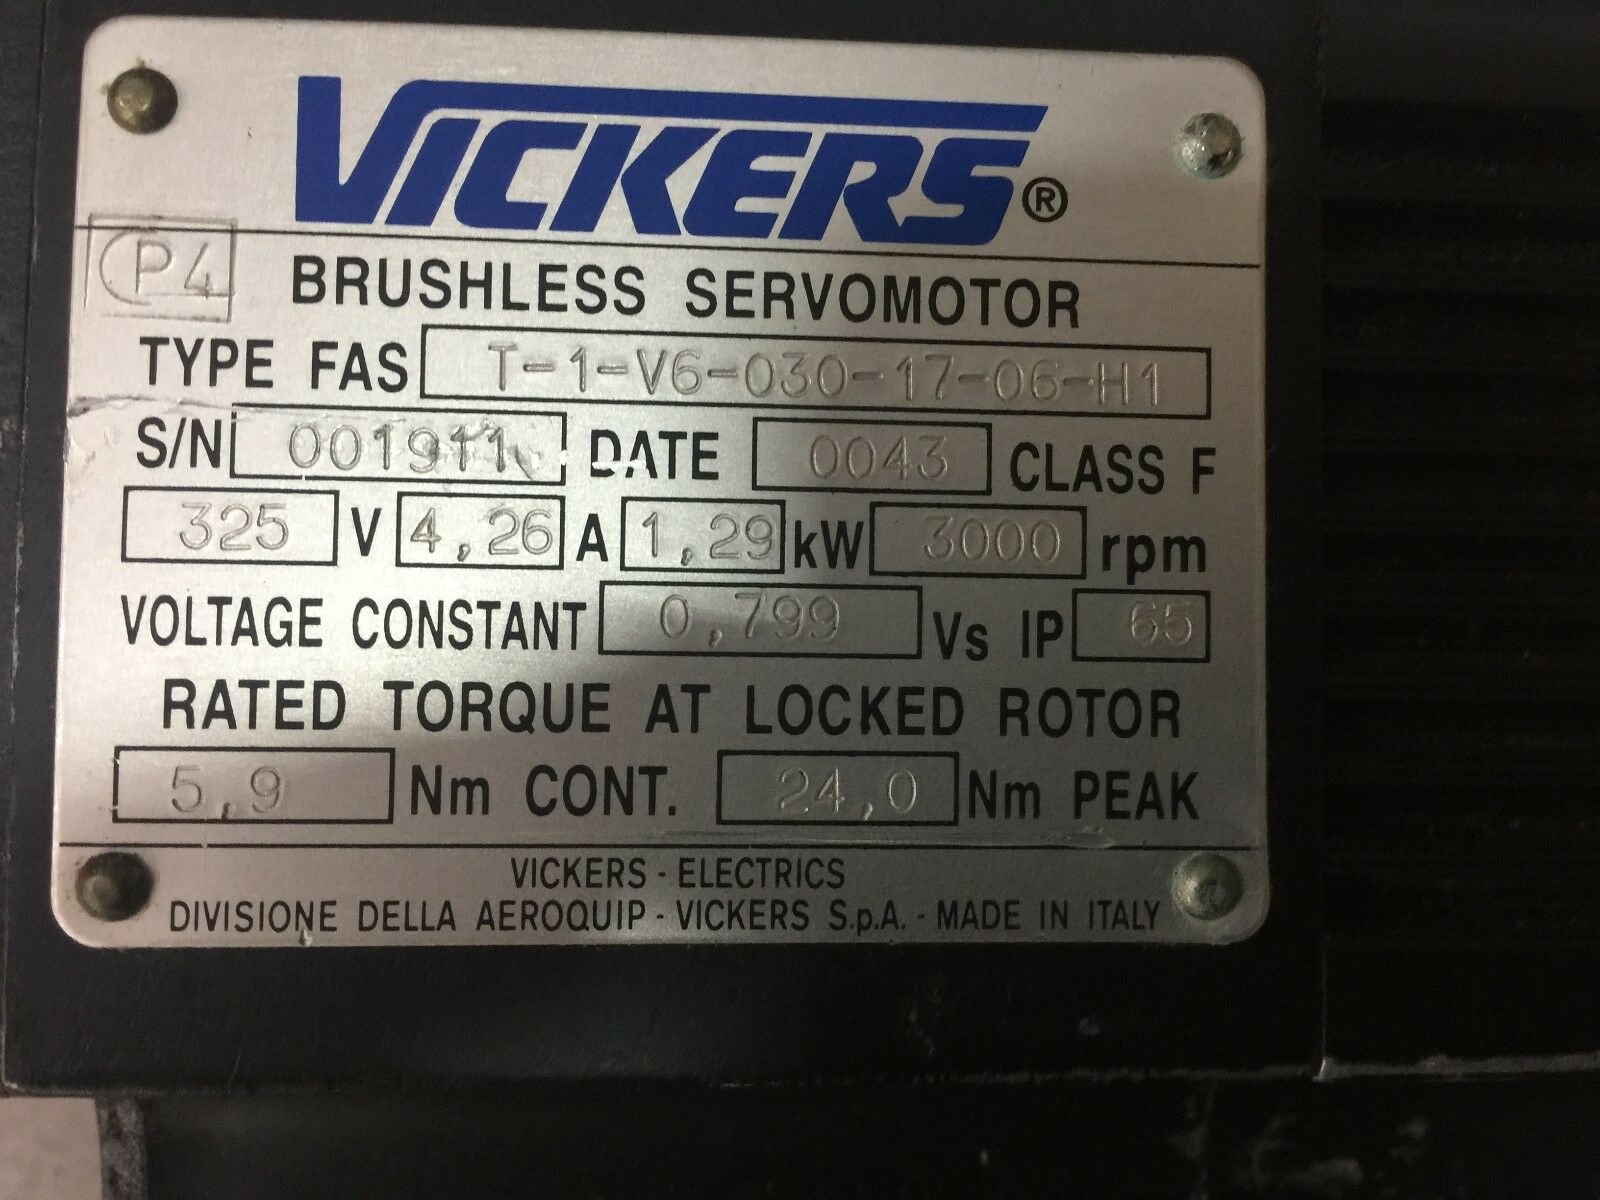 VICKERS®
CP4
BRUSHLESS SERVOMOTOR
TYPE FAS T-1-V6-030-17-06-H1
S/N 001911 DATE 0043 CLASS F
325 V 4,26 A 1,29 kW 3000 rpm
VOLTAGE CONSTANT 0,799 Vs IP 65
RATED TORQUE AT LOCKED ROTOR
5,9 Nm CONT. 24,0 Nm PEAK
VICKERS - ELECTRICS
DIVISIONE DELLA AEROQUIP - VICKERS S.p.A. - MADE IN ITALY